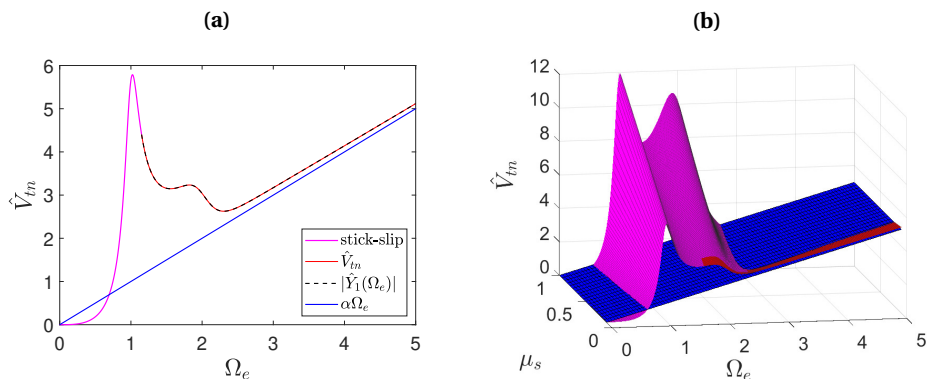 (a)
6
5
4
3
2
1
0
0 1 2 3 4 5
V̂tn
Ωe
stick-slip
V̂tn
|Ŷ1(Ωe)|
αΩe
(b)
12
10
8
6
4
2
0
V̂tn
1
0.5
0
μs
0 1 2 3 4 5
Ωe